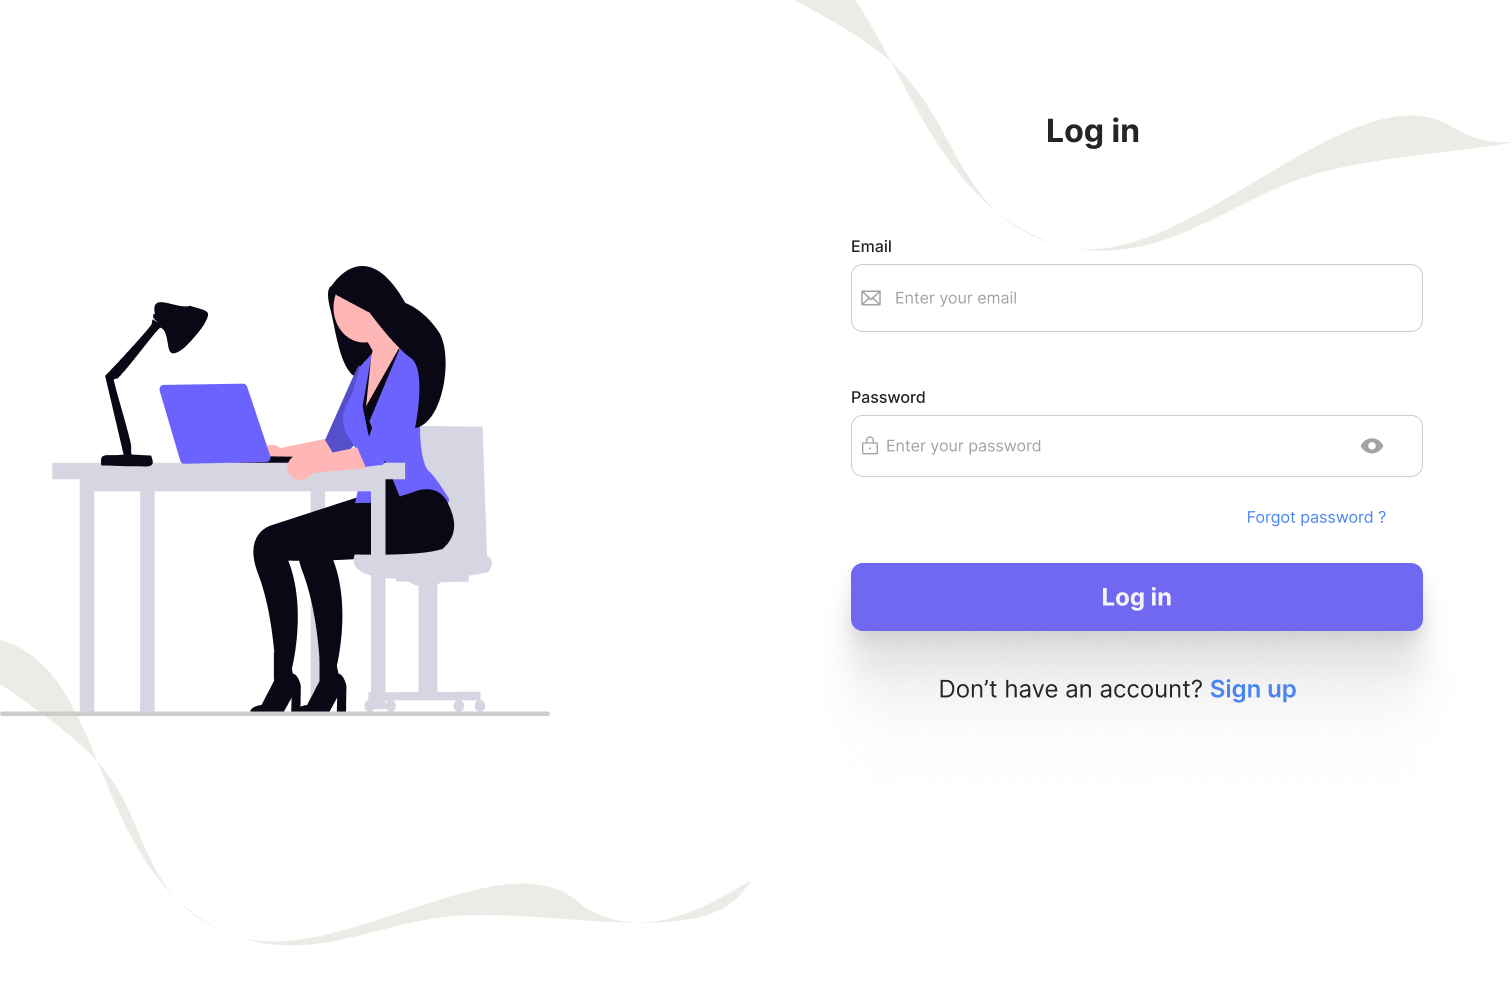 Log in
Email
Enter your email
Password
Enter your password
Forgot password ?
Log in
Don’t have an account? Sign up